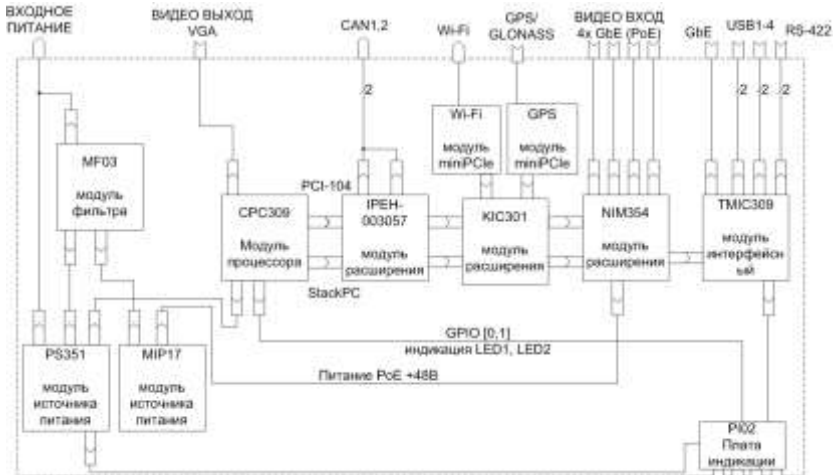 ВХОДНОЕ
ПИТАНИЕ
ВИДЕО ВЫХОД
VGA
CAN1,2
Wi-Fi
GPS/
GLONASS
ВИДЕО ВХОД
4x GbE (PoE)
GbE
USB1-4
RS-422
2
2
2
2
MF03
модуль
фильтра
Wi-Fi
модуль
miniPCIe
GPS
модуль
miniPCIe
PCI-104
CPC309
Модуль
процессора
IPEH-
003057
модуль
расширения
KIC301
модуль
расширения
NIM354
модуль
расширения
TMIC309
модуль
интерфейсн
ый
StackPC
GPIO [0,1]
индикация LED1, LED2
Питание PoE +48В
PS351
модуль
источника
питания
MIP17
модуль
источника
питания
PI02
Плата
индикации